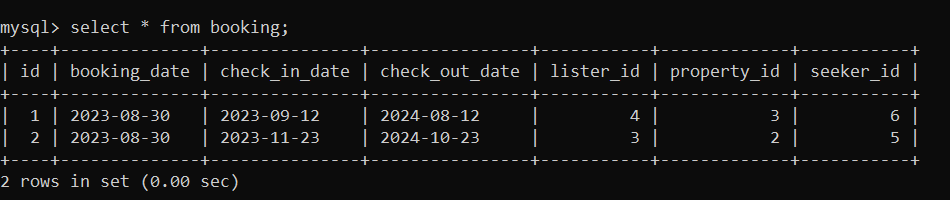 mysql> select * from booking;
+----+--------------+---------------+----------------+-----------+-------------+-----------+
| id | booking_date | check_in_date | check_out_date | lister_id | property_id | seeker_id |
+----+--------------+---------------+----------------+-----------+-------------+-----------+
|  1 | 2023-08-30   | 2023-09-12    | 2024-08-12     |         4 |           3 |         6 |
|  2 | 2023-08-30   | 2023-11-23    | 2024-10-23     |         3 |           2 |         5 |
+----+--------------+---------------+----------------+-----------+-------------+-----------+
2 rows in set (0.00 sec)